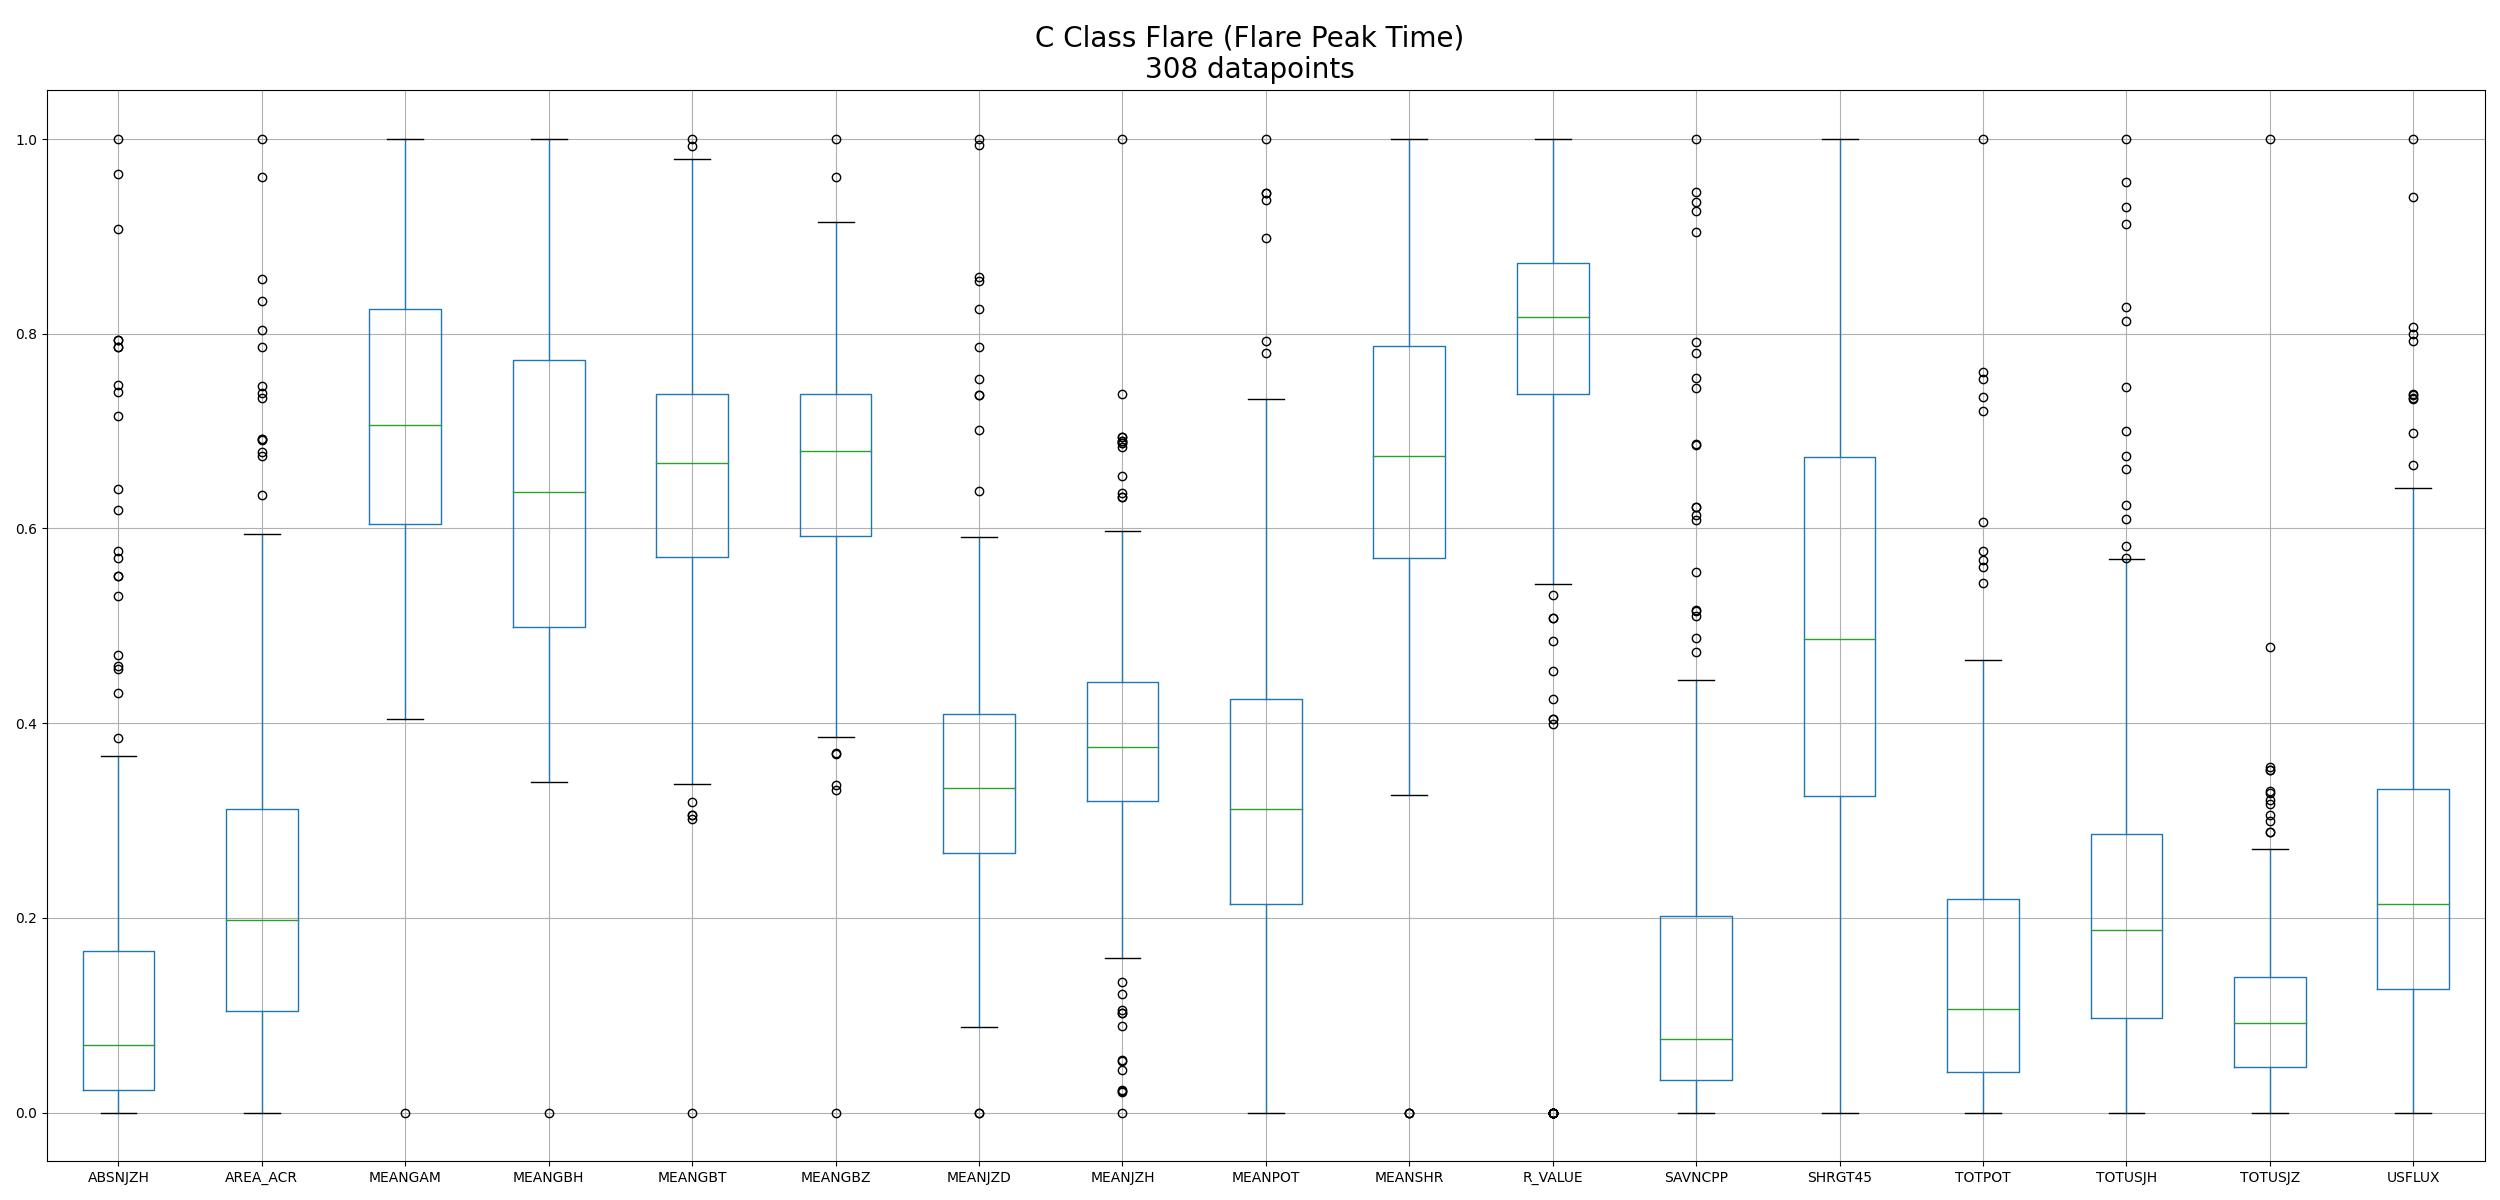 C Class Flare (Flare Peak Time)
308 datapoints
1.0
0.8
0.6
0.4
0.2
0.0
ABSNJZH AREA_ACR MEANGAM MEANGBH MEANGBT MEANGBZ MEANJZD MEANJZH MEANPOT MEANSHR R_VALUE SAVNCPP SHRGT45 TOTPOT TOTUSJH TOTUSJZ USFLUX